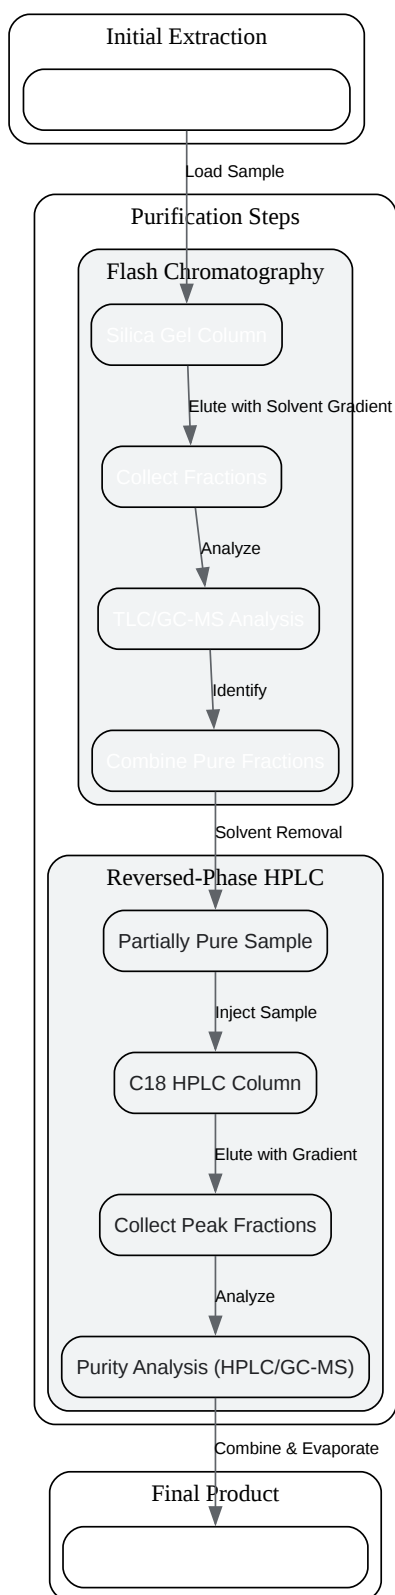 Initial Extraction
Load Sample
Purification Steps
Flash Chromatography
Silica Gel Column
Elute with Solvent Gradient
Collect Fractions
Analyze
TLC/GC-MS Analysis
Identify
Combine Pure Fractions
Solvent Removal
Reversed-Phase HPLC
Partially Pure Sample
Inject Sample
C18 HPLC Column
Elute with Gradient
Collect Peak Fractions
Analyze
Purity Analysis (HPLC/GC-MS)
Combine & Evaporate
Final Product